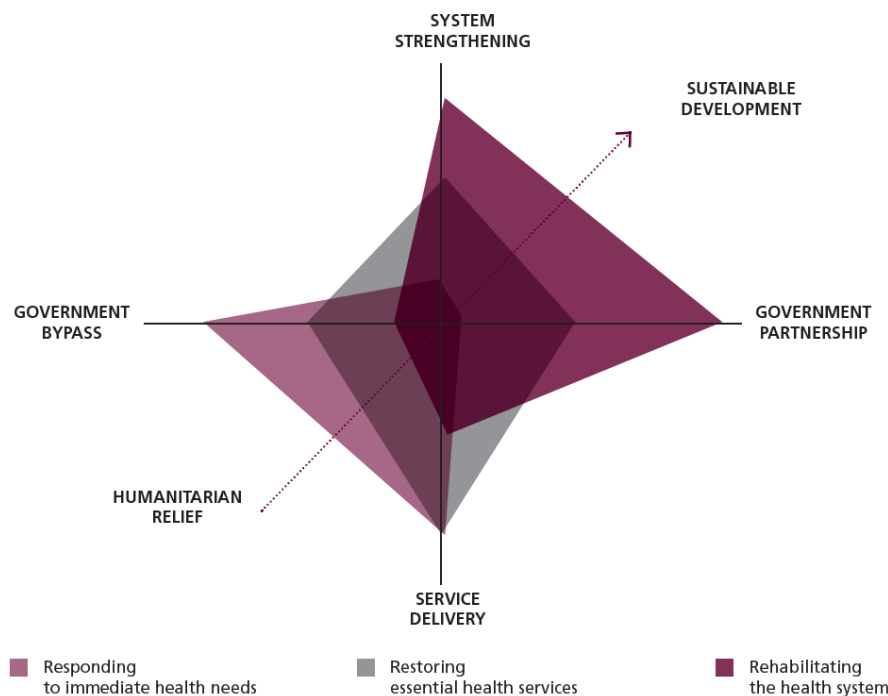 SYSTEM
STRENGTHENING
SUSTAINABLE
DEVELOPMENT
GOVERNMENT
BYPASS
GOVERNMENT
PARTNERSHIP
HUMANITARIAN
RELIEF
SERVICE
DELIVERY
Responding
to immediate health needs
Restoring
essential health services
Rehabilitating
the health system